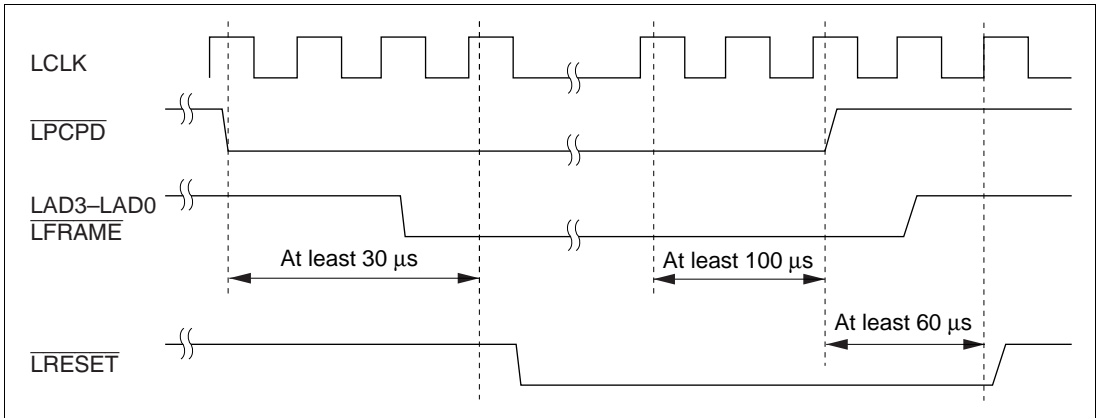 LCLK
LPCPD
LAD3–LAD0
LFRAME
At least 30 μs
At least 100 μs
At least 60 μs
LRESET